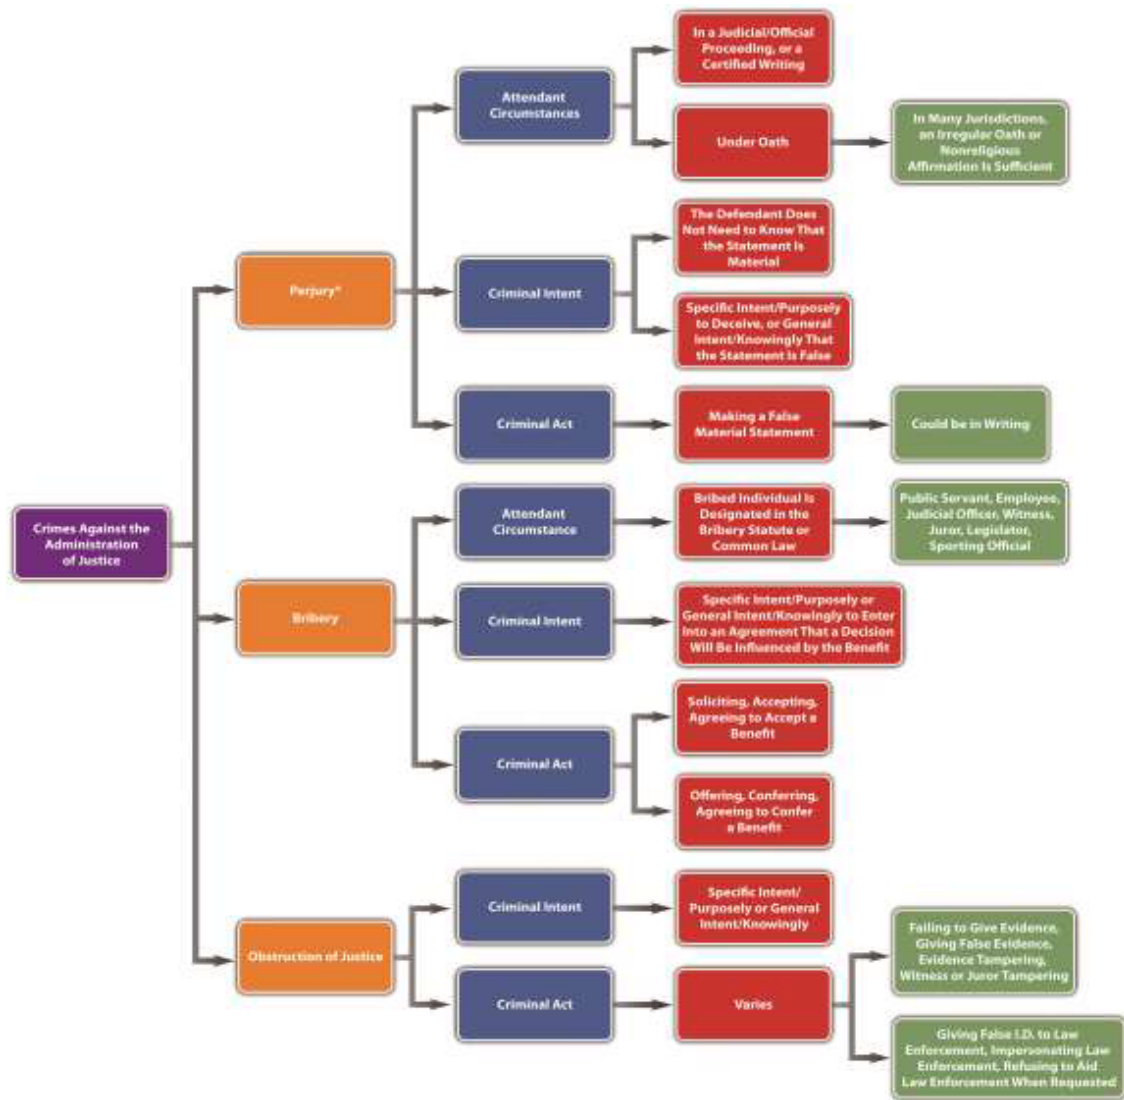 In a Judicial/Official
Proceeding, or a
Certified Writing
Attendant
Circumstances
Under Oath
In Many Jurisdictions,
an Irregular Oath or
Nonreligious
Affirmation Is Sufficient
The Defendant Does
Not Need to Know That
the Statement Is
Material
Perjury*
Criminal Intent
Specific Intent/Purposely
to Deceive, or General
Intent/Knowingly That
the Statement Is False
Criminal Act
Making a False
Material Statement
Could be in Writing
Crimes Against the
Administration
of Justice
Attendant
Circumstance
Bribed Individual Is
Designated in the
Bribery Statute or
Common Law
Public Servant, Employee,
Judicial Officer, Witness,
Juror, Legislator,
Sporting Official
Bribery
Criminal Intent
Specific Intent/Purposely or
General Intent/Knowingly to Enter
Into an Agreement That a Decision
Will Be Influenced by the Benefit
Soliciting, Accepting,
Agreeing to Accept a
Benefit
Criminal Act
Offering, Conferring,
Agreeing to Confer
a Benefit
Criminal Intent
Specific Intent/
Purposely or General
Intent/Knowingly
Obstruction of Justice
Failing to Give Evidence,
Giving False Evidence,
Evidence Tampering,
Witness or Juror Tampering
Criminal Act
Varies
Giving False I.D. to Law
Enforcement, Impersonating Law
Enforcement, Refusing to Aid
Law Enforcement When Requested